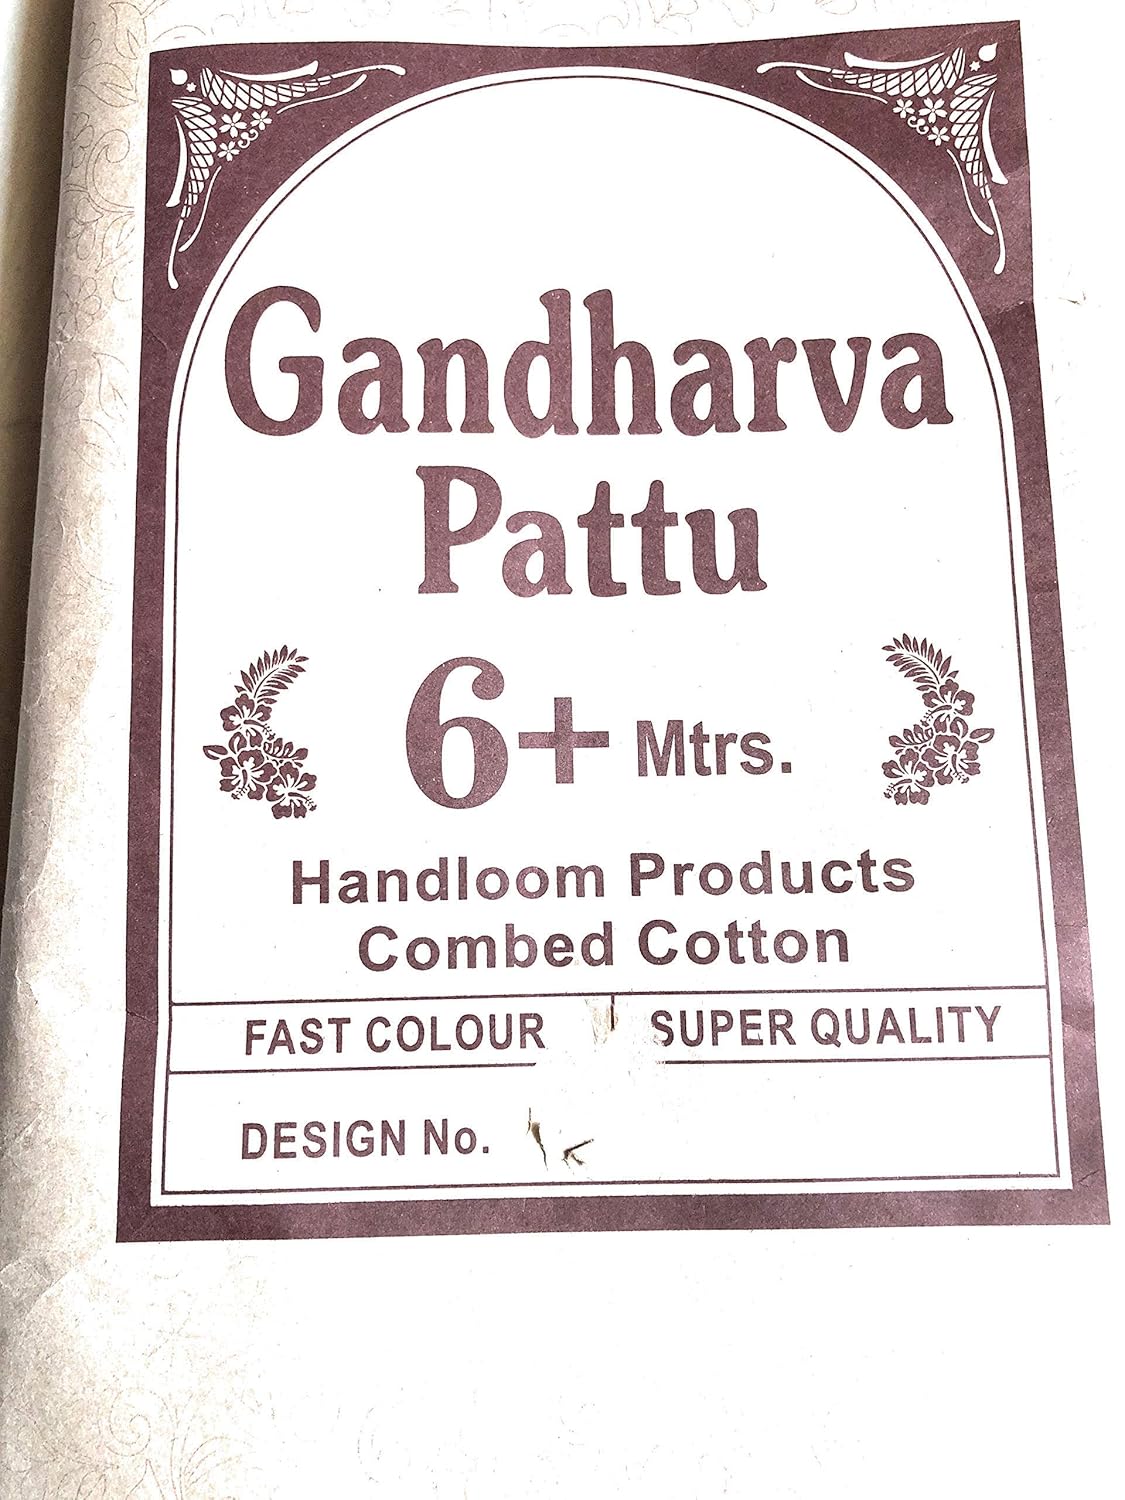 Gandharva
Pattu
6+ Mtrs.
Handloom Products
Combed Cotton
FAST COLOUR SUPER QUALITY
DESIGN No.